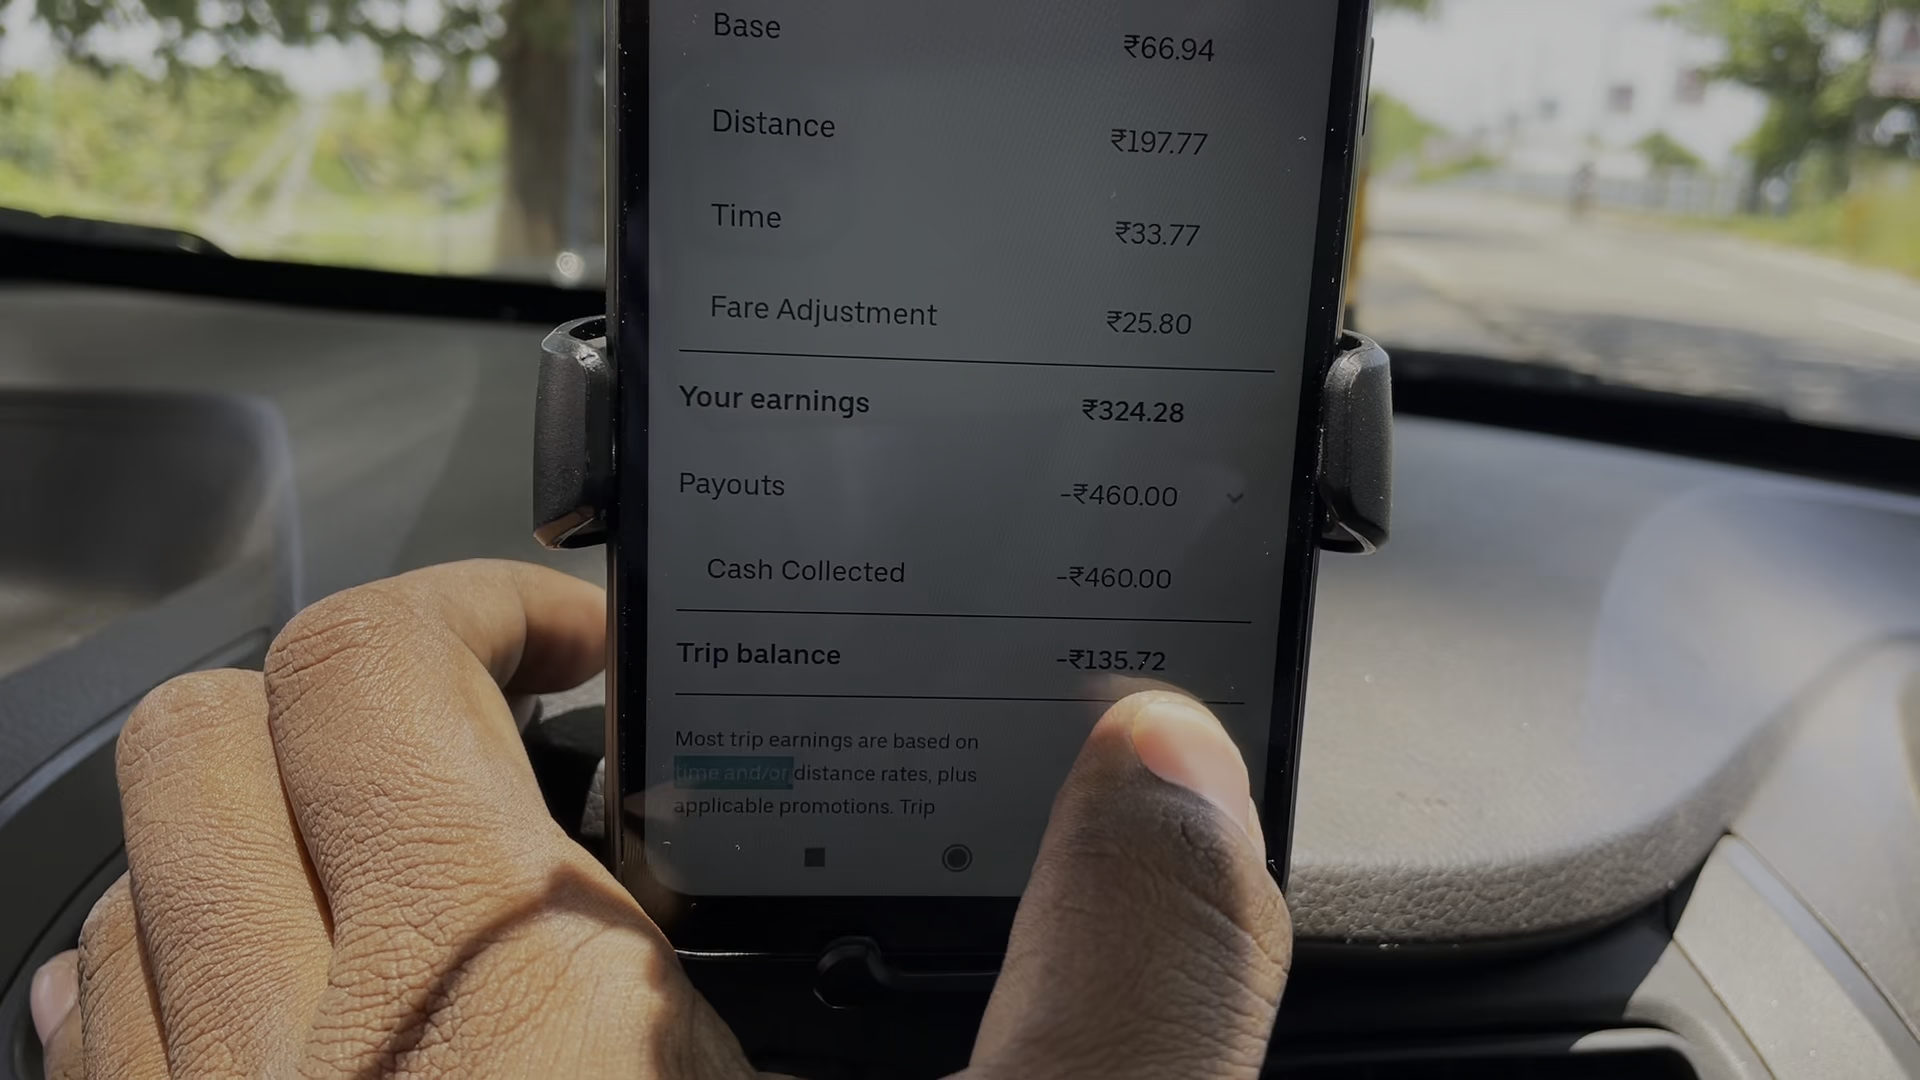 Base ₹66.94
Distance ₹197.77
Time ₹33.77
Fare Adjustment ₹25.80
Your earnings ₹324.28
Payouts -₹460.00
Cash Collected -₹460.00
Trip balance -₹135.72
Most trip earnings are based on
time and/or distance rates, plus
applicable promotions. Trip